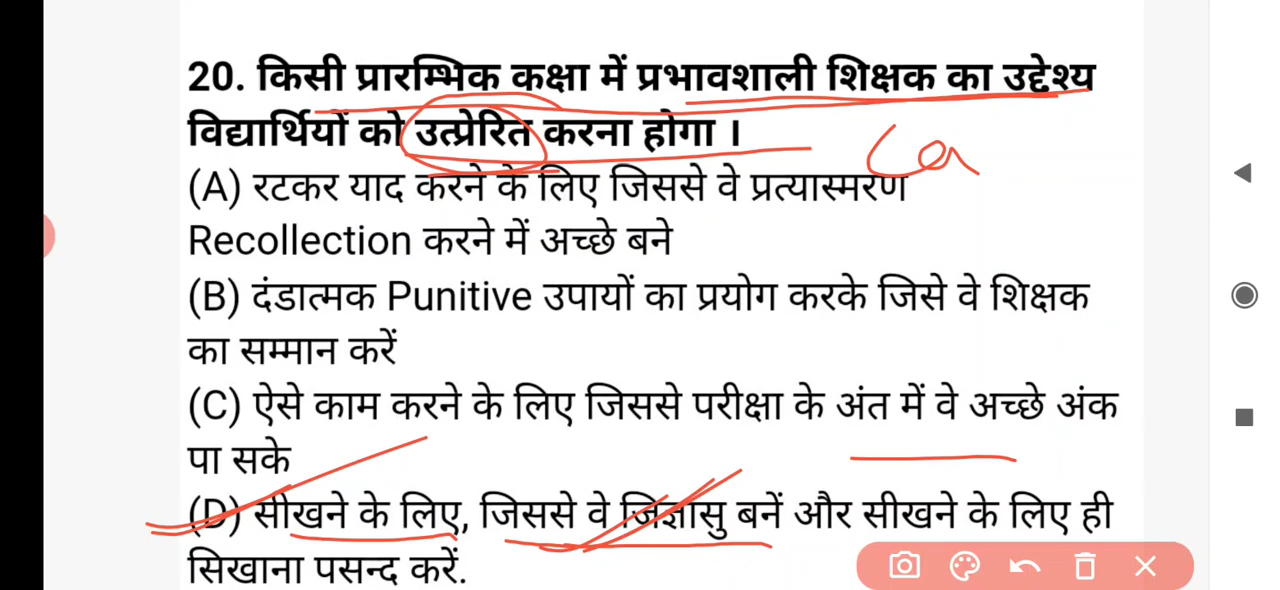 20. किसी प्रारम्भिक कक्षा में प्रभावशाली शिक्षक का उद्देश्य
विद्यार्थियों को उत्प्रेरित करना होगा ।
(A) रटकर याद करने के लिए जिससे वे प्रत्यास्मरण
Recollection करने में अच्छे बने
(B) दंडात्मक Punitive उपायों का प्रयोग करके जिसे वे शिक्षक
का सम्मान करें
(C) ऐसे काम करने के लिए जिससे परीक्षा के अंत में वे अच्छे अंक
पा सके
(D) सीखने के लिए, जिससे वे जिज्ञासु बनें और सीखने के लिए ही
सिखाना पसन्द करें.